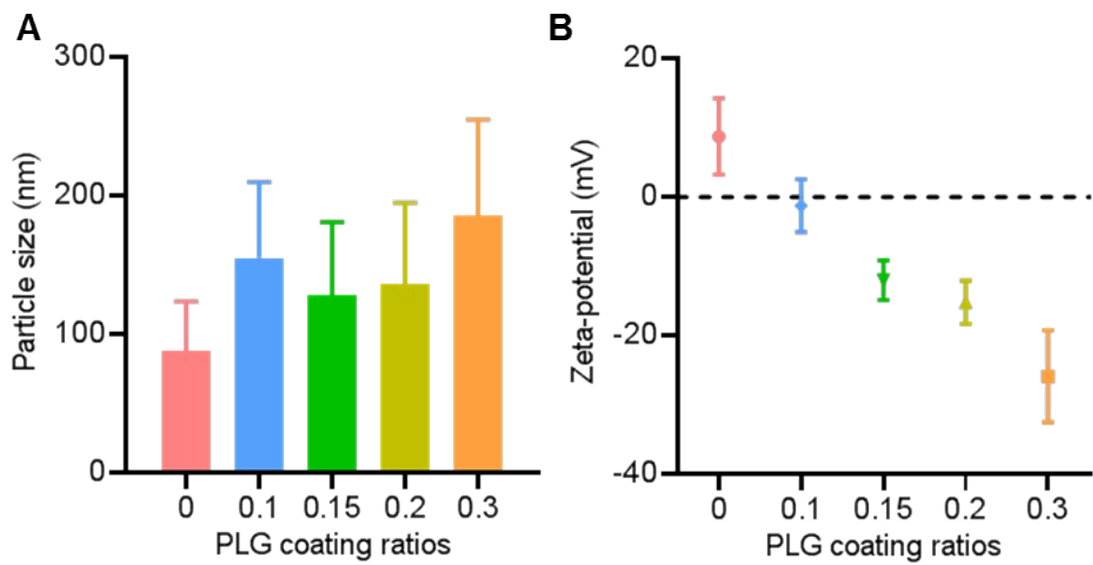 A
Particle size (nm)
300
200
100
0
0 0.1 0.15 0.2 0.3
PLG coating ratios
B
Zeta-potential (mV)
20
0
-20
-40
0 0.1 0.15 0.2 0.3
PLG coating ratios